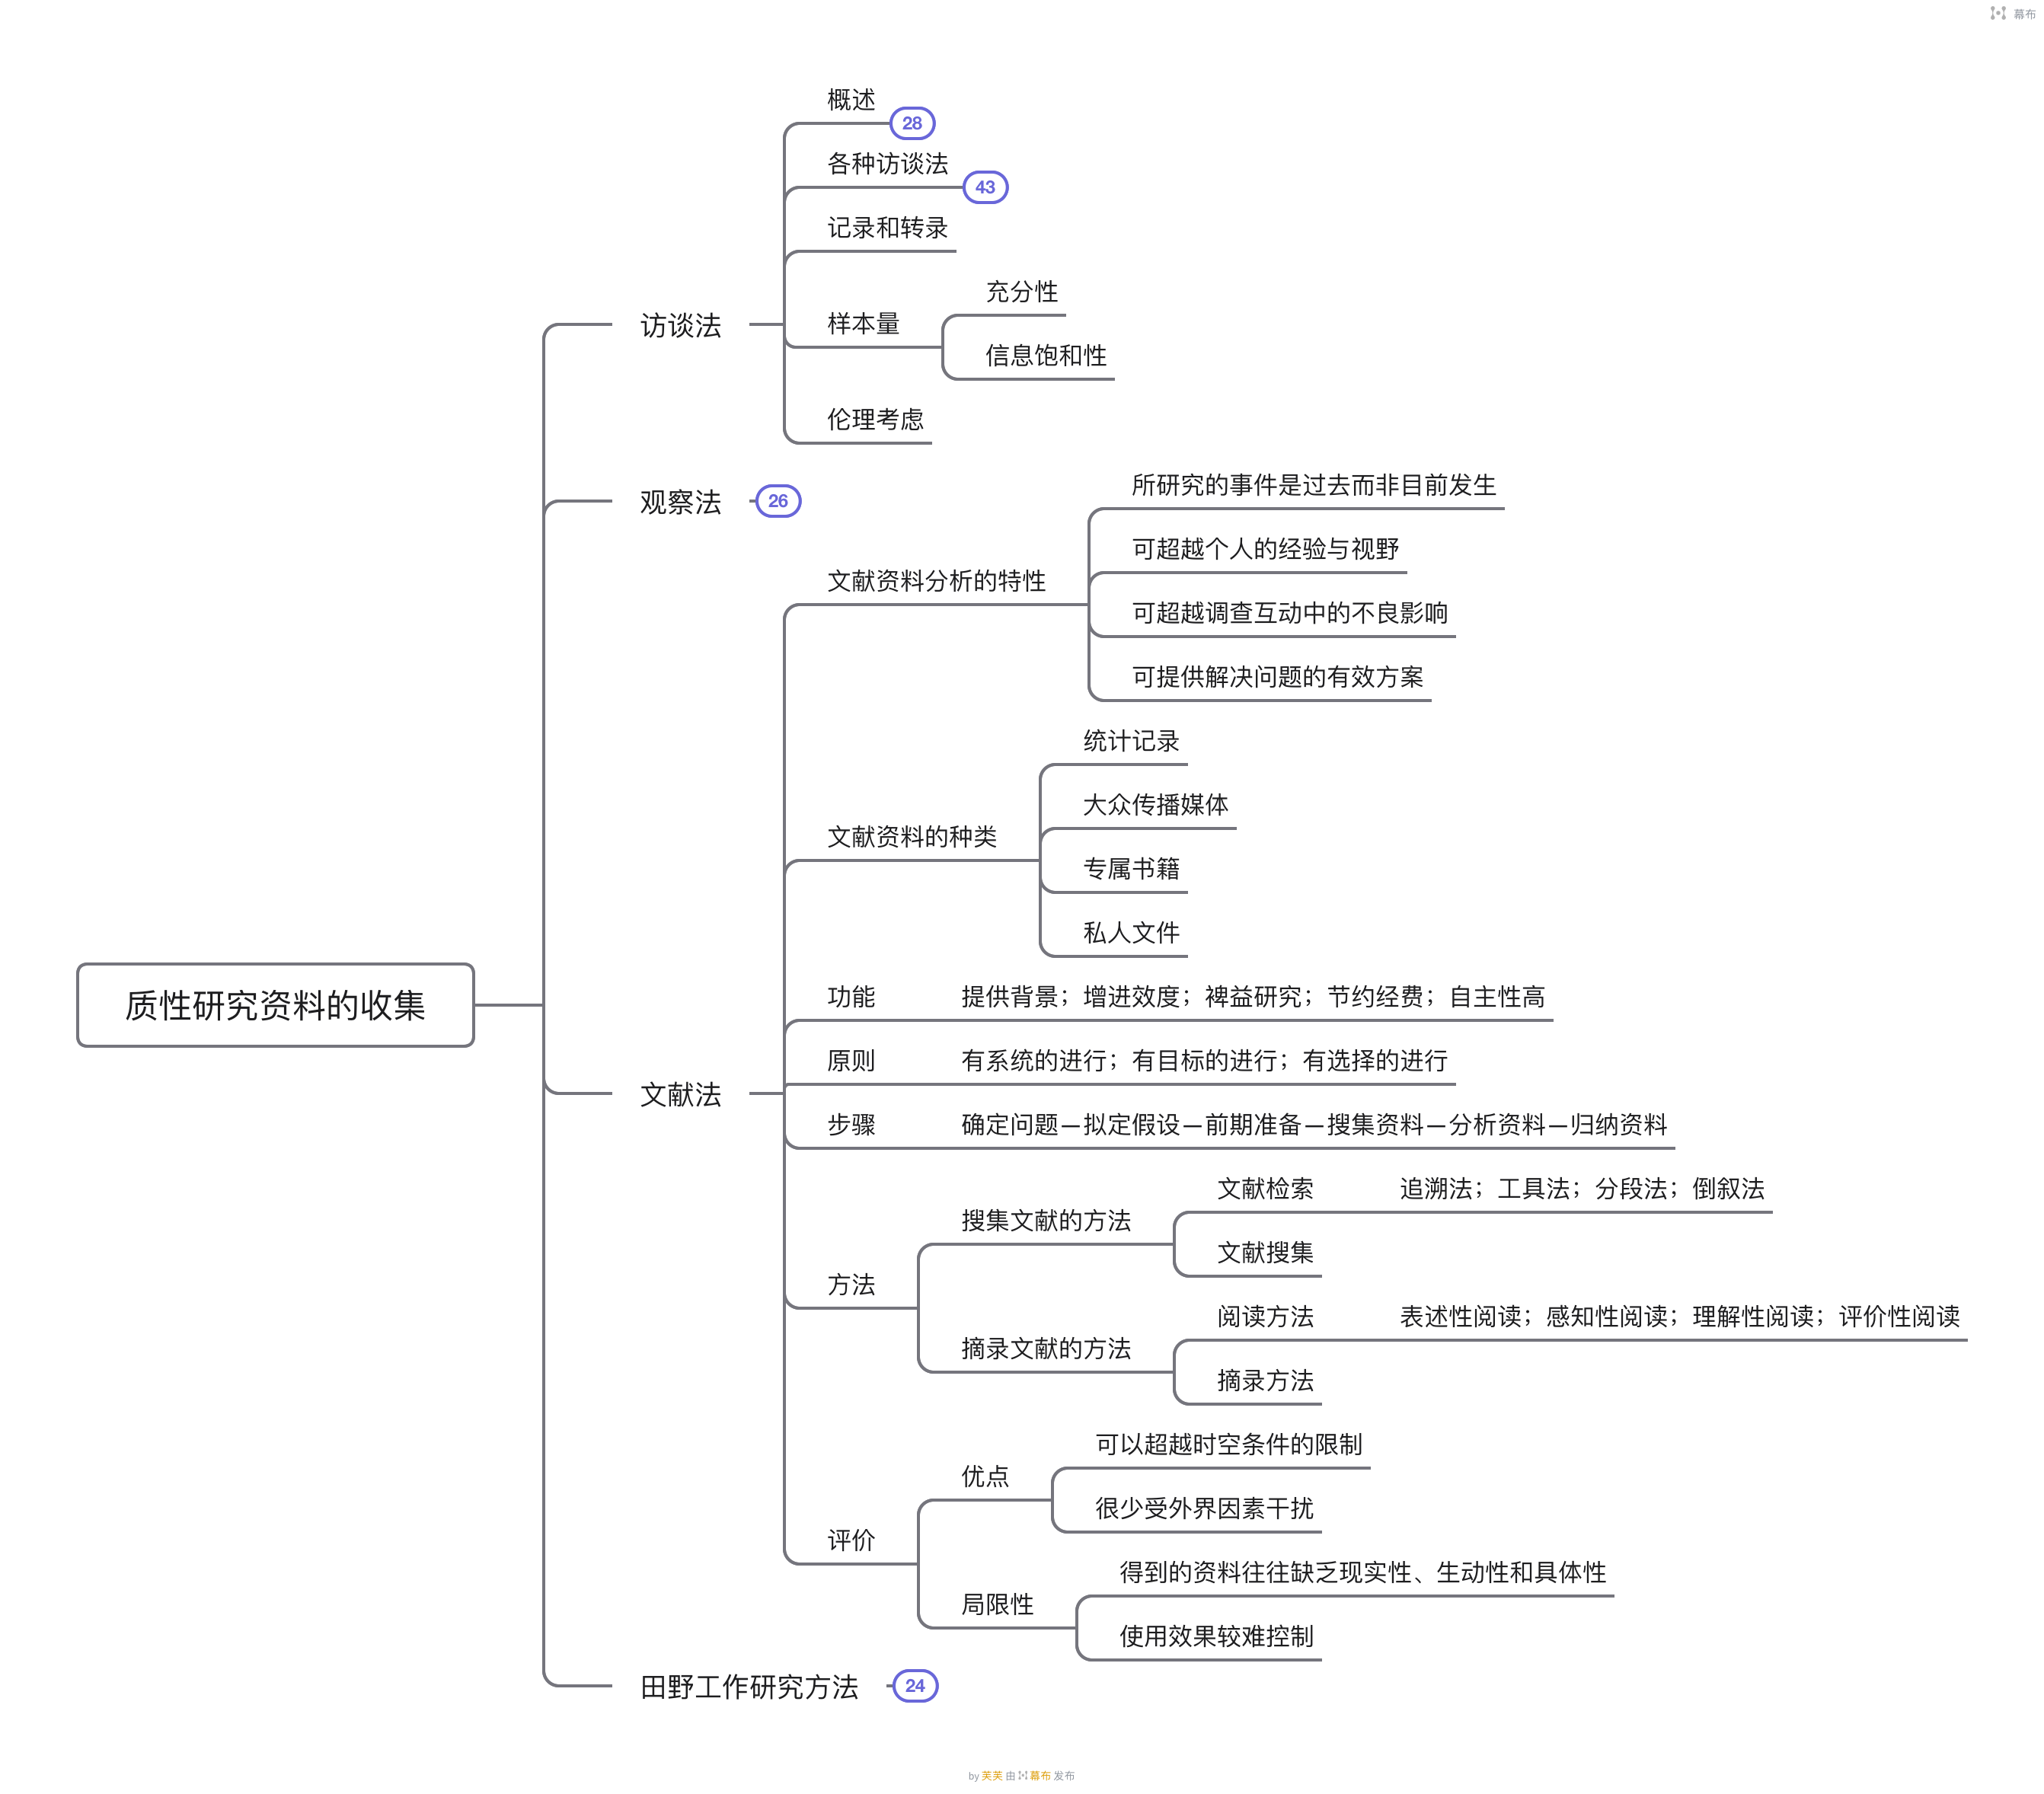 幕布
概述
28
各种访谈法
43
记录和转录
充分性
样本量
信息饱和性
访谈法
伦理考虑
观察法
26
所研究的事件是过去而非目前发生
可超越个人的经验与视野
文献资料分析的特性
可超越调查互动中的不良影响
可提供解决问题的有效方案
统计记录
大众传播媒体
文献资料的种类
专属书籍
私人文件
质性研究资料的收集
功能 提供背景；增进效度；裨益研究；节约经费；自主性高
原则 有系统的进行；有目标的进行；有选择的进行
文献法
步骤 确定问题—拟定假设—前期准备—搜集资料—分析资料—归纳资料
文献检索 追溯法；工具法；分段法；倒叙法
搜集文献的方法
文献搜集
方法
阅读方法 表述性阅读；感知性阅读；理解性阅读；评价性阅读
摘录文献的方法
摘录方法
可以超越时空条件的限制
优点
很少受外界因素干扰
评价
得到的资料往往缺乏现实性、生动性和具体性
局限性
使用效果较难控制
田野工作研究方法
24
by 芙芙 由 幕布 发布